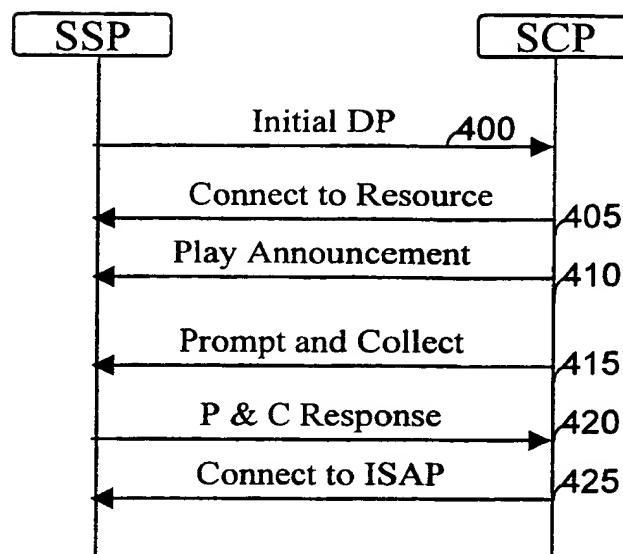 SSP SCP
Initial DP 400
Connect to Resource 405
Play Announcement 410
Prompt and Collect 415
P & C Response 420
Connect to ISAP 425